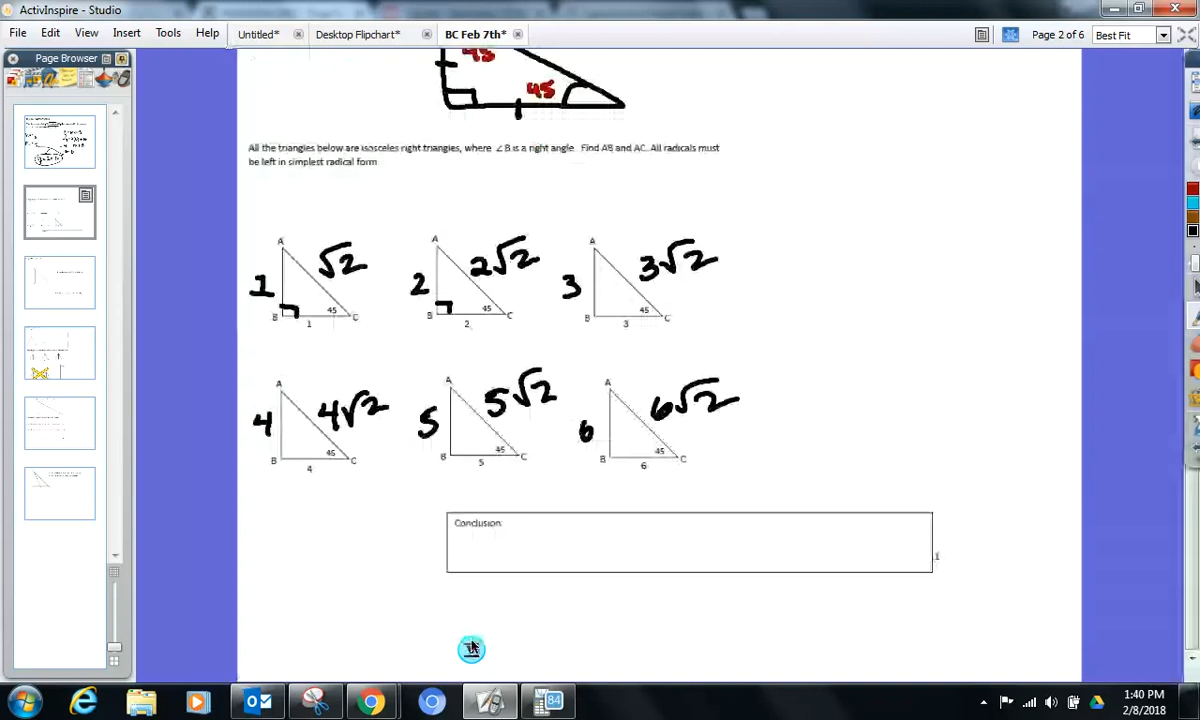 ActivInspire - Studio
File Edit View Insert Tools Help
Untitled*
Desktop Flipchart*
BC Feb 7th*
Page 2 of 6
Best Fit
Page Browser
45
45
All the triangles below are isosceles right triangles, where ∠B is a right angle. Find AB and AC. All radicals must
be left in simplest radical form
A
1
√2
B
1
45
C
A
2
2√2
B
2
45
C
A
3
3√2
B
3
45
C
A
4
4√2
B
4
45
C
A
5
5√2
B
5
45
C
A
6
6√2
B
6
45
C
Conclusion:
84
1:40 PM
2/8/2018